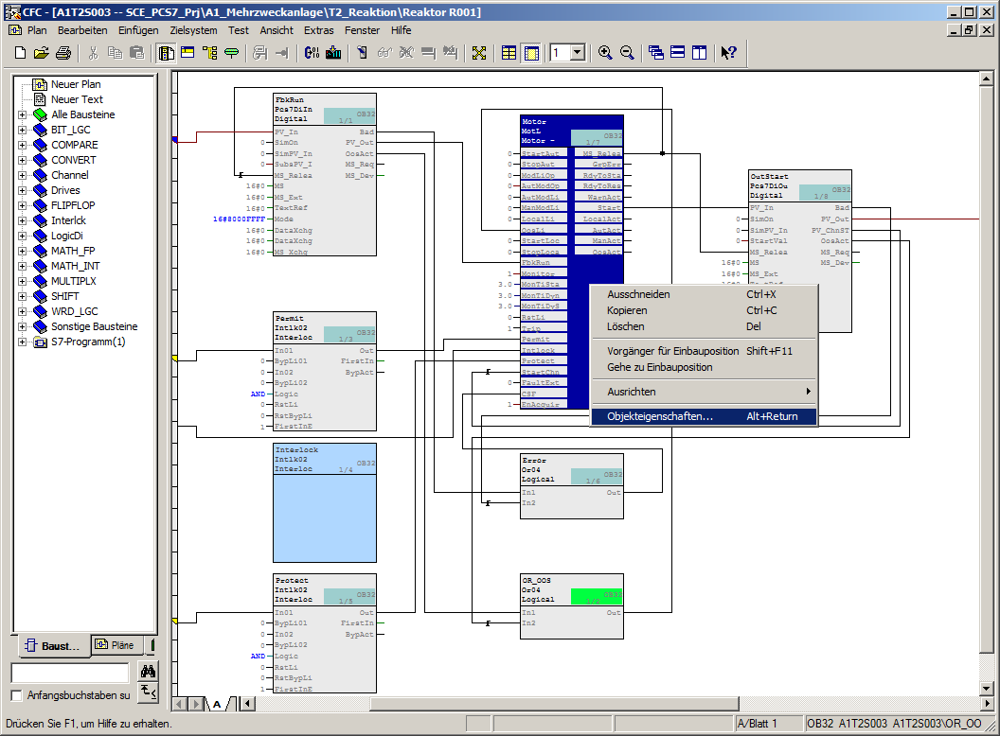 CFC - [A1T2S003 -- SCE_PCS7_Prj\A1_Mehrzweckanlage\T2_Reaktion\Reaktor R001]
Plan Bearbeiten Einfügen Zielsystem Test Ansicht Extras Fenster Hilfe
1
Neuer Plan
Neuer Text
Alle Bausteine
BIT_LGC
COMPARE
CONVERT
Channel
Drives
FLIPFLOP
Interlck
LogicDi
MATH_FP
MATH_INT
MULTIPLX
SHIFT
WRD_LGC
Sonstige Bausteine
S7-Programm(1)
Baust...
Pläne
Anfangsbuchstaben su
FbkRun
Pcs7DiIn
Digital
OB32
1/1
PV_In Bad
0 SimOn PV_Out
0 SimPV_In OosAct
0 SubsPV_I MS_Req
MS_Relea MS_Dev
16#0 MS
16#0 MS_Ext
16#0 TextRef
16#8000FFFF Mode
16#0 DataXchg
16#0 DataXchg
16#0 MS_Xchg
Permit
Intlk02
Interloc
OB32
1/3
In01 Out
0 BypLi01 FirstIn
0 In02 BypAct
0 BypLi02
AND Logic
0 RstLi
0 RstBypLi
1 FirstInE
Interlock
Intlk02
Interloc
OB32
1/4
Protect
Intlk02
Interloc
OB32
1/5
In01 Out
0 BypLi01 FirstIn
0 In02 BypAct
0 BypLi02
AND Logic
0 RstLi
0 RstBypLi
1 FirstInE
Motor
MotL
Motor -
OB32
1/7
0 StartAut MS_Relea
0 StopAut GrpErr
0 ModLiOp RdyToSta
0 AutModOp RdyToRea
0 AutModLi WarnAct
0 ManModLi Start
0 LocalLi LocalAct
OosLi AutAct
0 StartLoc ManAct
0 StopLoca OosAct
FbkRun
1 Monitor
3.0 MonTiSta
3.0 MonTiDyn
3.0 MonTiDyS
0 RstLi
1 Trip
Permit
Intlock
Protect
StartChn
0 FaultExt
CSF
1 EnAcquir
Error
Or04
Logical
OB32
1/6
In1 Out
In2
OR_OOS
Or04
Logical
OB32
1/2
In1 Out
In2
OutStart
Pcs7DiOu
Digital
OB32
1/8
PV_In Bad
0 SimOn PV_Out
0 SimPV_In PV_ChnST
0 StartVal OosAct
MS_Relea MS_Req
16#0 MS MS_Dev
16#0 MS_Ext
Ausschneiden Ctrl+X
Kopieren Ctrl+C
Löschen Del
Vorgänger für Einbauposition Shift+F11
Gehe zu Einbauposition
Ausrichten
Objekteigenschaften... Alt+Return
A
Drücken Sie F1, um Hilfe zu erhalten.
A/Blatt 1
OB32 A1T2S003 A1T2S003\OR_OO